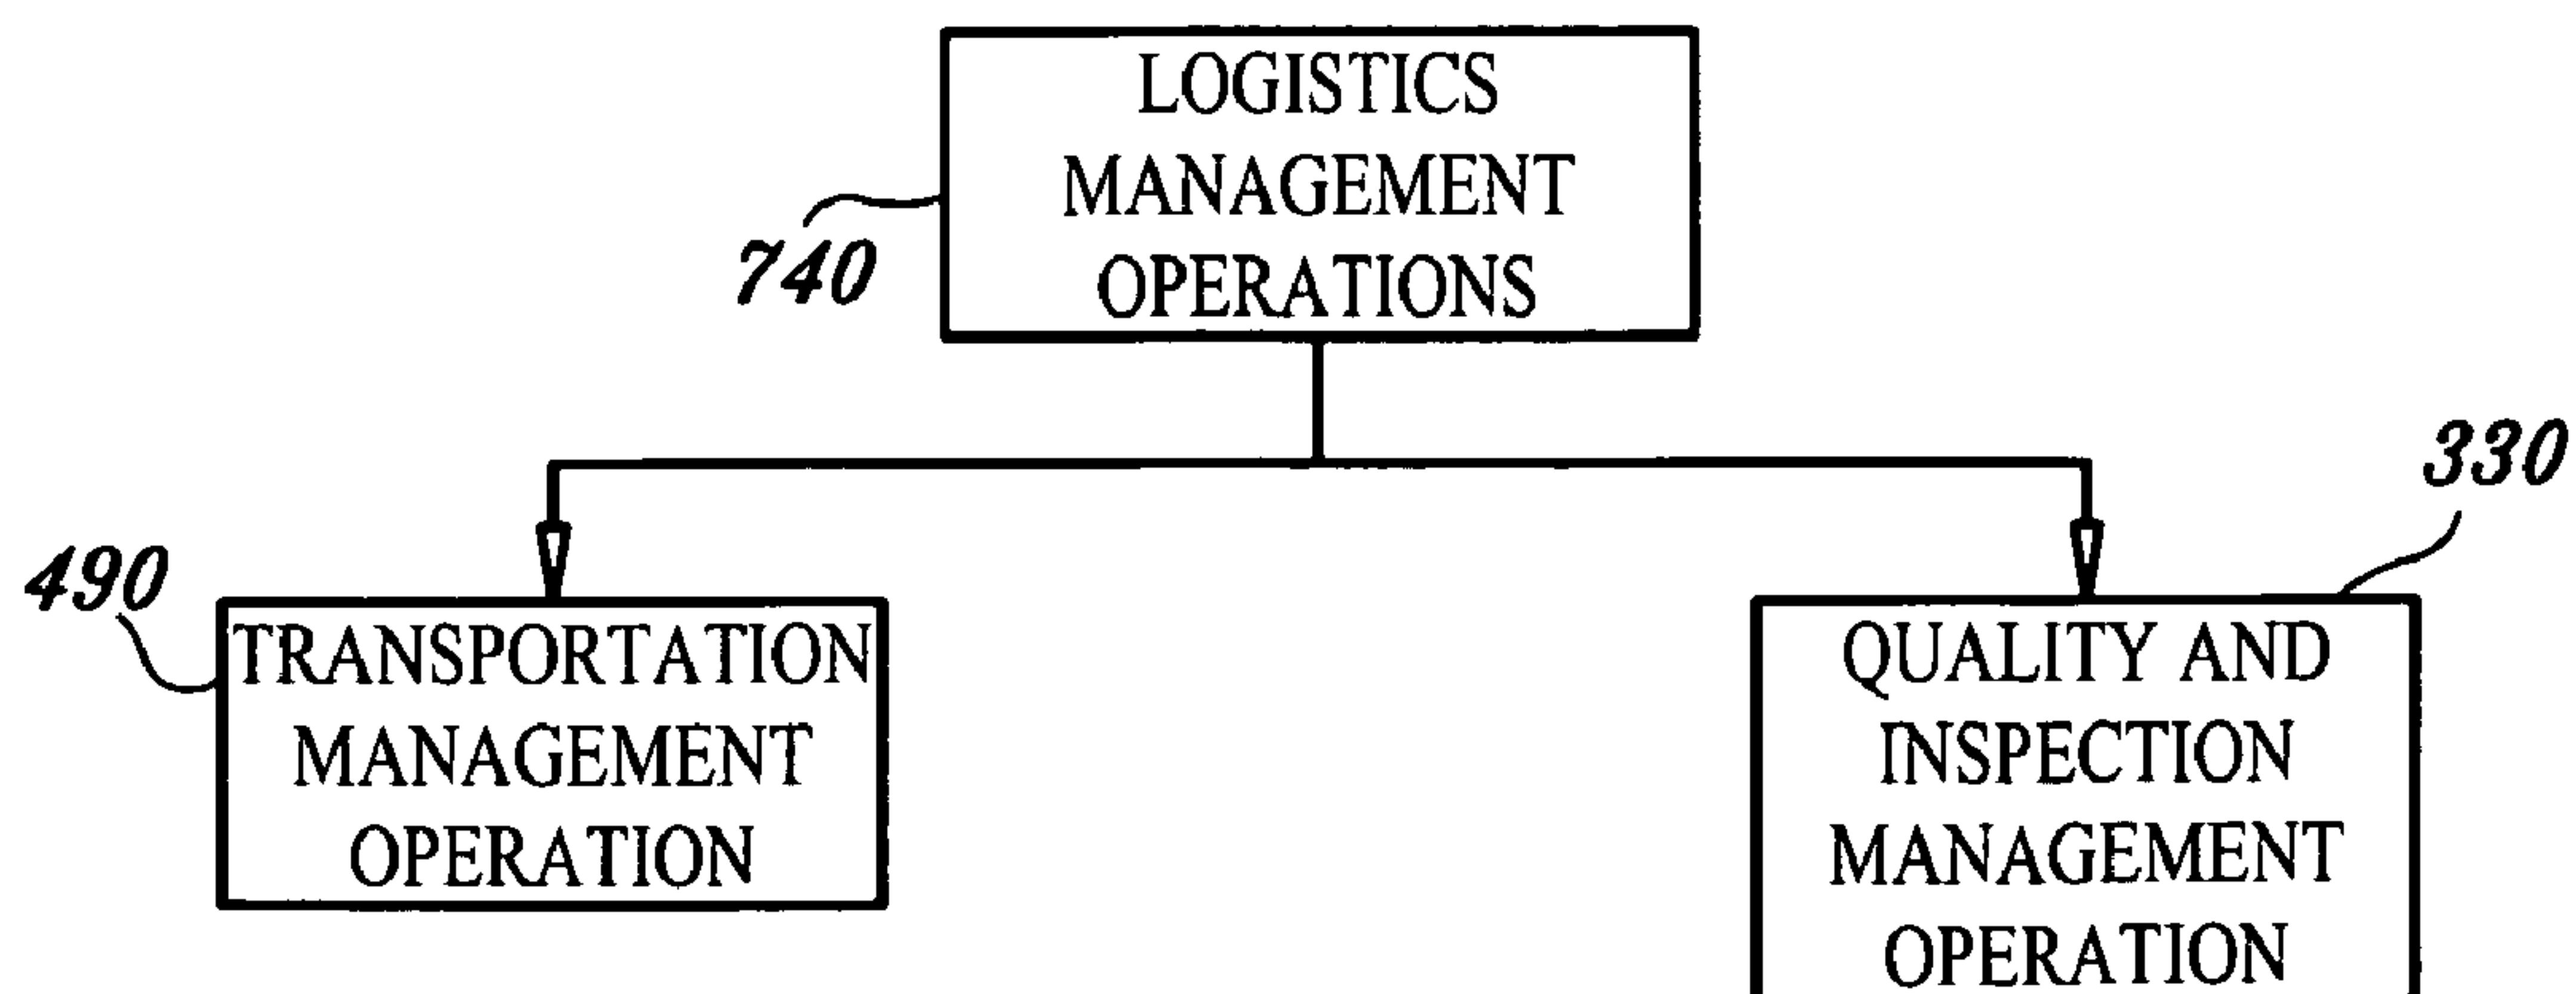 LOGISTICS
MANAGEMENT
OPERATIONS
740
330
490
TRANSPORTATION
MANAGEMENT
OPERATION
QUALITY AND
INSPECTION
MANAGEMENT
OPERATION